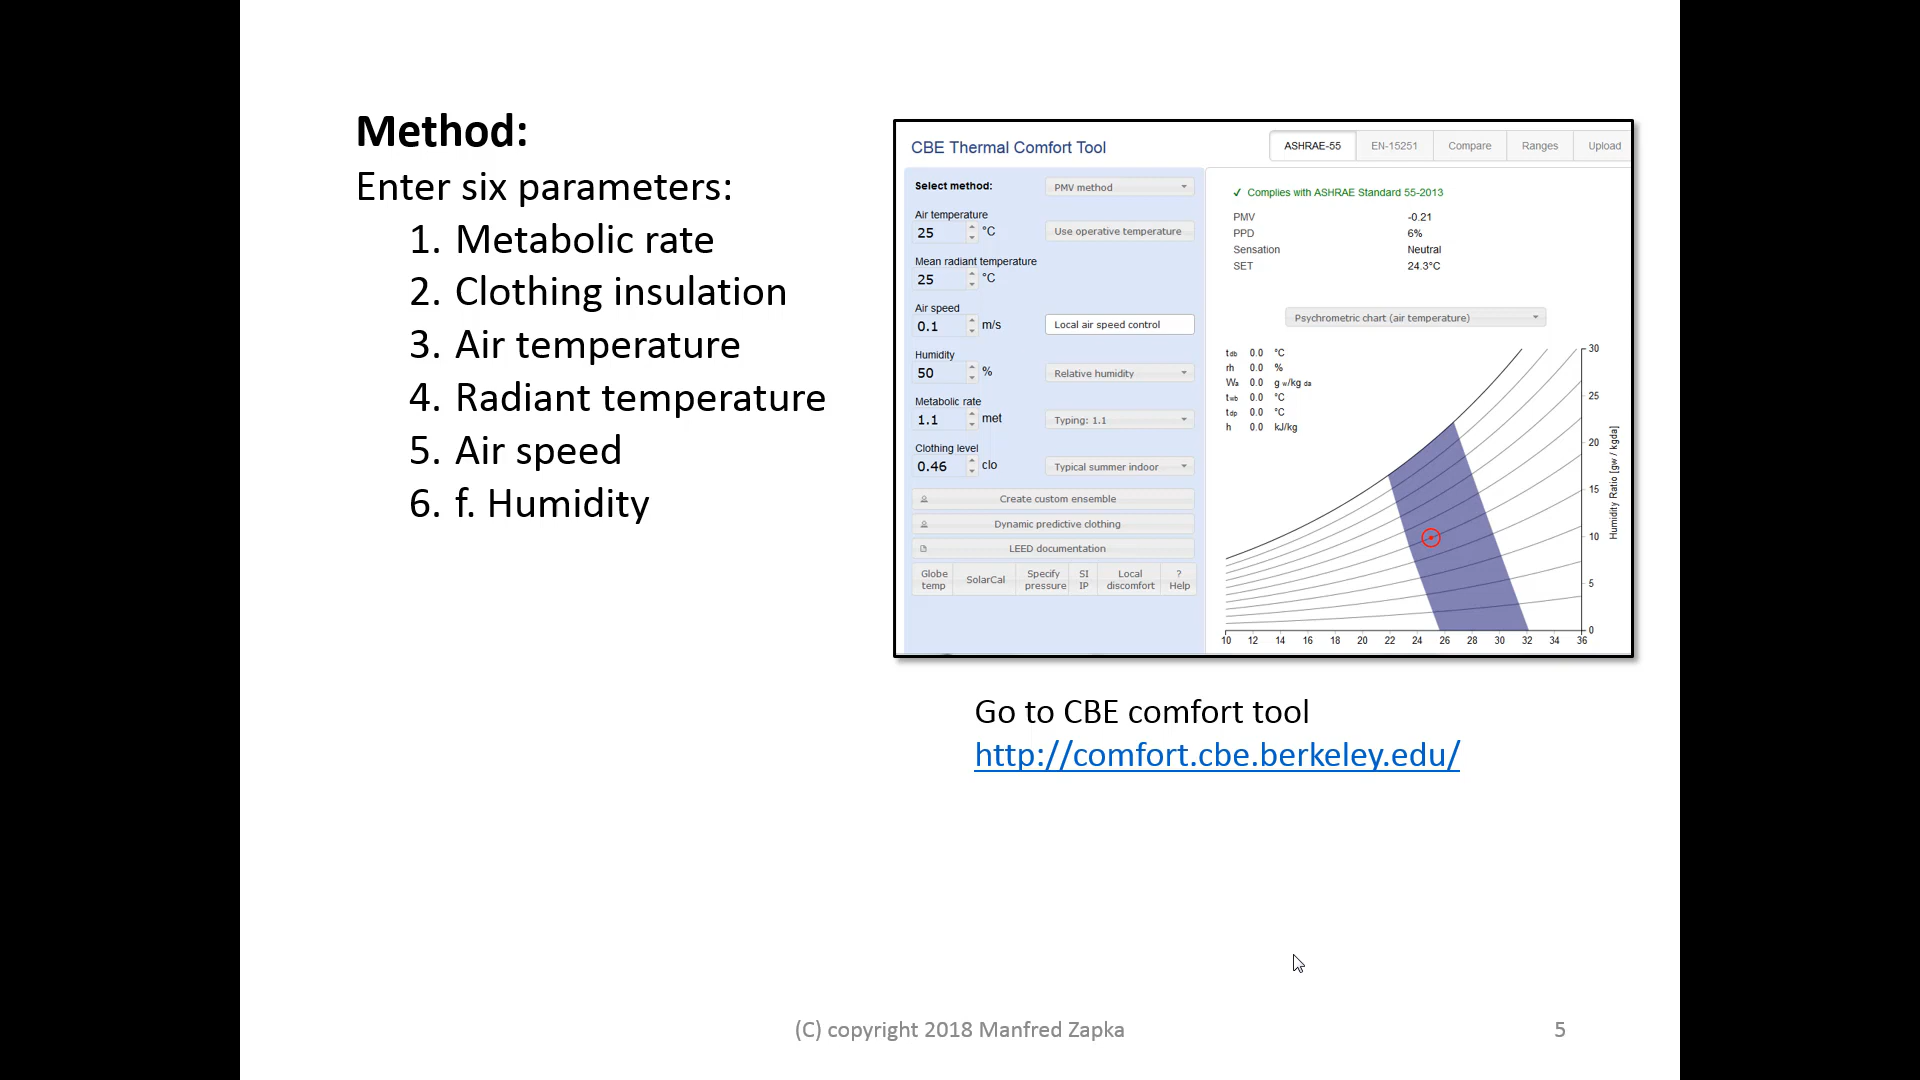 Method:
Enter six parameters:
1. Metabolic rate
2. Clothing insulation
3. Air temperature
4. Radiant temperature
5. Air speed
6. f. Humidity
CBE Thermal Comfort Tool
ASHRAE-55 EN-15251 Compare Ranges Upload
Select method: PMV method
Air temperature
25 °C Use operative temperature
Mean radiant temperature
25 °C
Air speed
0.1 m/s Local air speed control
Humidity
50 % Relative humidity
Metabolic rate
1.1 met Typing: 1.1
Clothing level
0.46 clo Typical summer indoor
Create custom ensemble
Dynamic predictive clothing
LEED documentation
Globe temp SolarCal Specify pressure SI IP Local discomfort ? Help
✓ Complies with ASHRAE Standard 55-2013
PMV -0.21
PPD 6%
Sensation Neutral
SET 24.3°C
Psychrometric chart (air temperature)
tdb 0.0 °C
rh 0.0 %
Wa 0.0 g w/kg da
twb 0.0 °C
tdp 0.0 °C
h 0.0 kJ/kg
30
25
20
15
10
5
0
Humidity Ratio [gw / kgda]
10 12 14 16 18 20 22 24 26 28 30 32 34 36
Go to CBE comfort tool
http://comfort.cbe.berkeley.edu/
(C) copyright 2018 Manfred Zapka
5